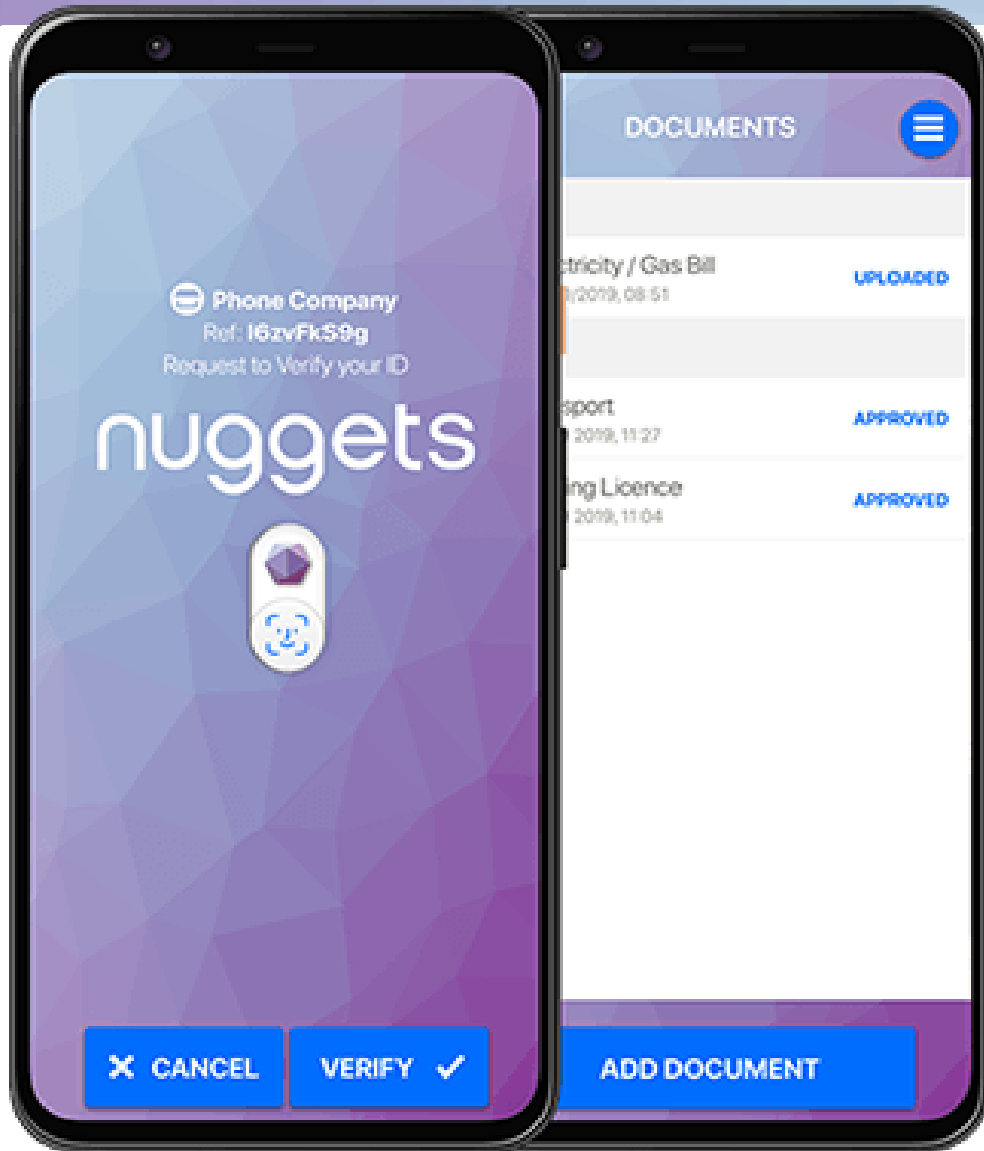 Phone Company
Ref: I6zvFkS9g
Request to Verify your ID
nuggets
CANCEL VERIFY
DOCUMENTS
ctricity / Gas Bill
/2019, 08:51
UPLOADED
sport
2019, 11:27
APPROVED
ing Licence
2019, 11:04
APPROVED
ADD DOCUMENT